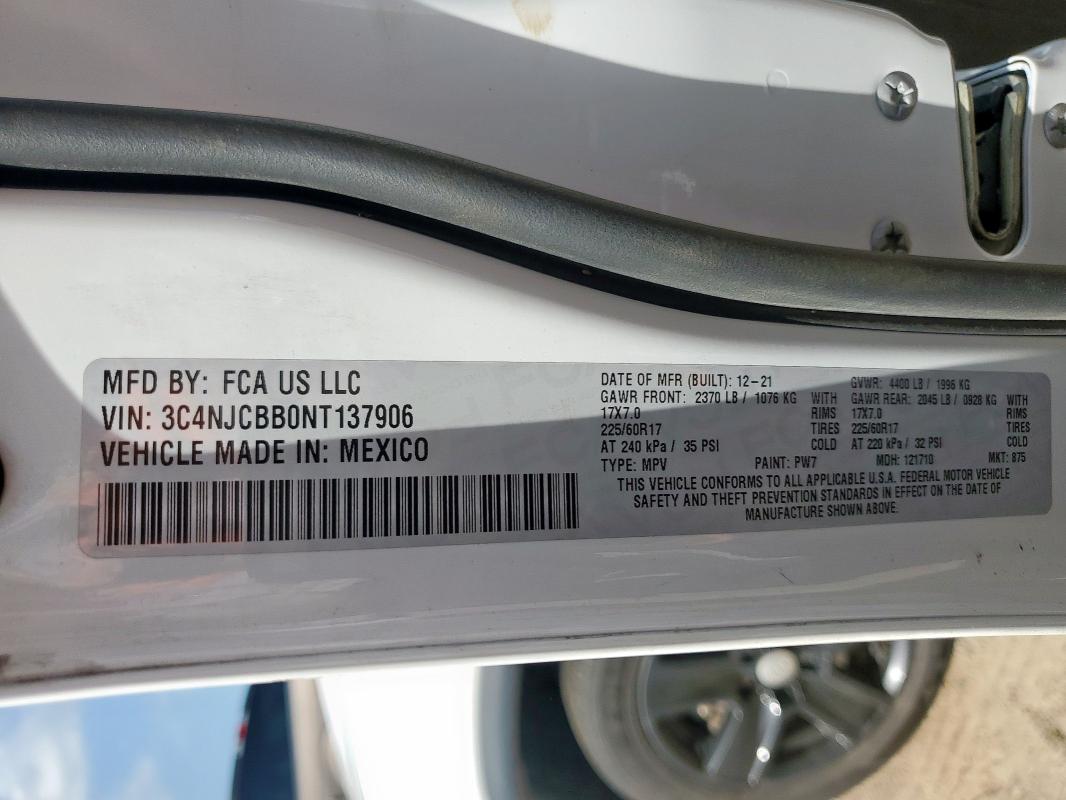 MFD BY: FCA US LLC
VIN: 3C4NJCBB0NT137906
VEHICLE MADE IN: MEXICO
DATE OF MFR (BUILT): 12-21
GVWR: 4400 LB / 1996 KG
GAWR FRONT: 2370 LB / 1076 KG WITH
GAWR REAR: 2045 LB / 0928 KG WITH
17X7.0 RIMS
17X7.0 RIMS
225/60R17 TIRES
225/60R17 TIRES
AT 240 kPa / 35 PSI COLD
AT 220 kPa / 32 PSI COLD
TYPE: MPV PAINT: PW7 MDH: 121710 MKT: 875
THIS VEHICLE CONFORMS TO ALL APPLICABLE U.S.A. FEDERAL MOTOR VEHICLE
SAFETY AND THEFT PREVENTION STANDARDS IN EFFECT ON THE DATE OF
MANUFACTURE SHOWN ABOVE.